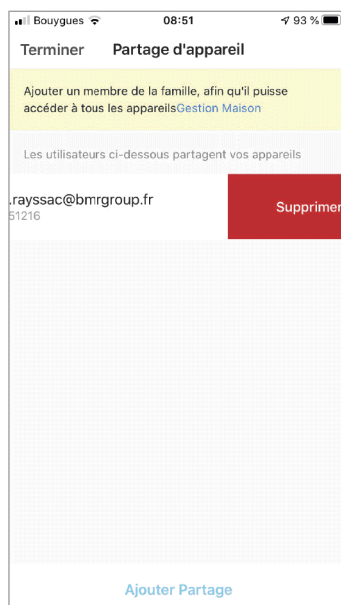 Bouygues 08:51 93 %
Terminer Partage d'appareil
Ajouter un membre de la famille, afin qu'il puisse
accéder à tous les appareilsGestion Maison
Les utilisateurs ci-dessous partagent vos appareils
.rayssac@bmrgroup.fr
51216
Supprimer
Ajouter Partage